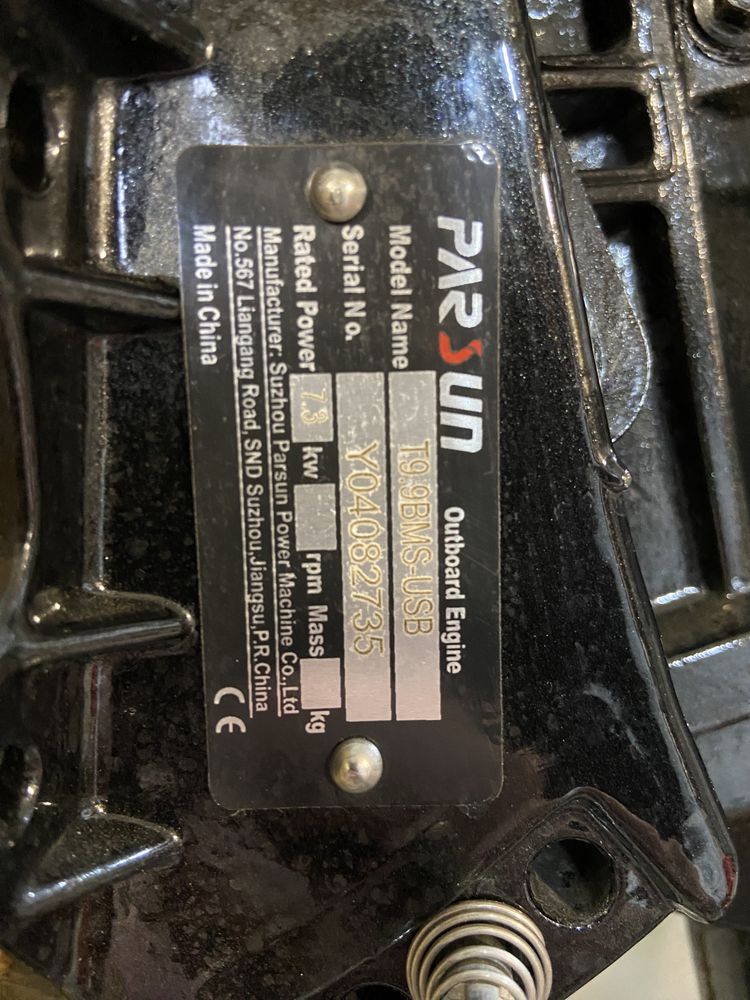 PARSUN Outboard Engine
Model Name T9.9BMS-USB
Serial No. Y04082735
Rated Power 7.3 kw rpm Mass kg
Manufacturer: Suzhou Parsun Power Machine Co.,Ltd
No.567 Liangang Road,SND Suzhou,Jiangsu,P.R.China
Made in China CE